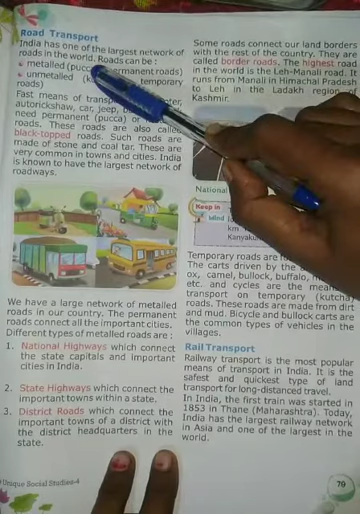 Road Transport
India has one of the largest network of
roads in the world. Roads can be :
metalled (pucca permanent roads)
unmetalled temporary
roads)
Fast means of
autorickshaw, car, jeep,
need permanent (pucca) or
roads. These roads are also
black-topped roads. Such roads are
made of stone and coal tar. These are
very common in towns and cities. India
is known to have the largest network of
roadways.
We have a large network of metalled
roads in our country. The permanent
roads connect all the important cities.
Different types of metalled roads are :
1. National Highways which connect
the state capitals and important
cities in India.
2. State Highways which connect the
important towns within a state.
3. District Roads which connect the
important towns of a district with
the district headquarters in the
state.
Unique Social Studies-4
Some roads connect our land borders
with the rest of the country. They are
called border roads. The highest road
in the world is the Leh-Manali road. It
runs from Manali in Himachal Pradesh
to Leh in the Ladakh region of
Kashmir.
National
Keep in
Mind
km
Kanyaku
Temporary roads are
The carts driven by the
ox, camel, bullock, buffalo,
etc. and cycles are the means
transport on temporary (kutcha)
roads. These roads are made from dirt
and mud. Bicycle and bullock carts are
the common types of vehicles in the
villages.
Rail Transport
Railway transport is the most popular
means of transport in India. It is the
safest and quickest type of land
transport for long-distanced travel.
In India, the first train was started in
1853 in Thane (Maharashtra). Today,
India has the largest railway network
in Asia and one of the largest in the
world.
79